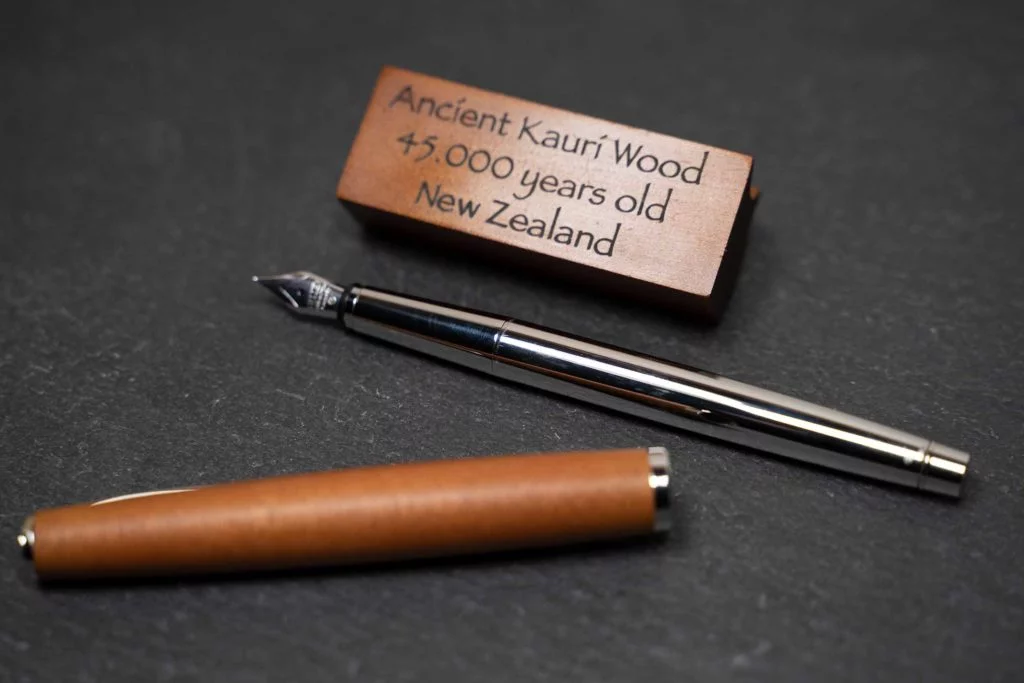 Ancient Kauri Wood
45.000 years old
New Zealand